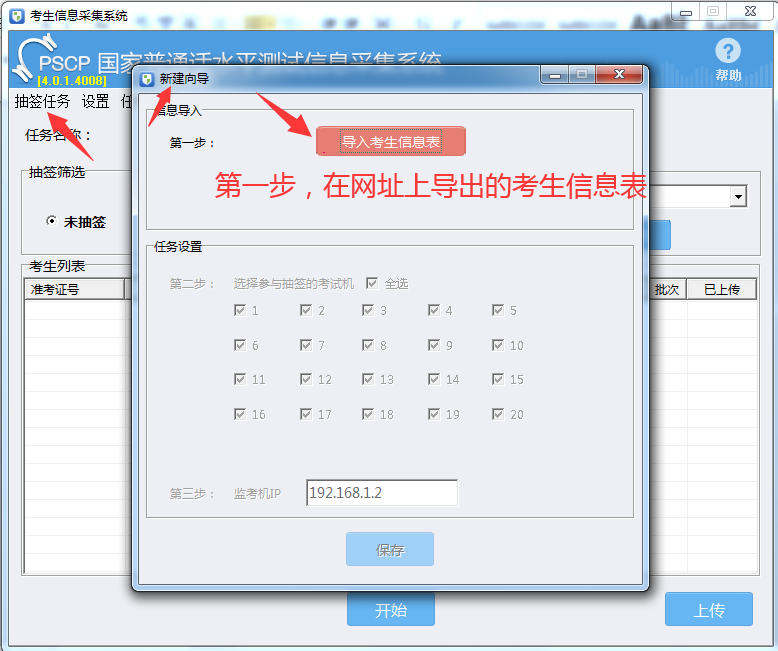 考生信息采集系统
PSCP 国家普通话水平测试信息采集系统
[4.0.1.4008]
帮助
抽签任务 设置 任
任务名称：
新建向导
信息导入
第一步：
导入考生信息表
第一步，在网址上导出的考生信息表
抽签筛选
未抽签
任务设置
第二步： 选择参与抽签的考试机 全选
1 2 3 4 5
6 7 8 9 10
11 12 13 14 15
16 17 18 19 20
第三步： 监考机IP 192.168.1.2
保存
考生列表
准考证号 批次 已上传
开始 上传